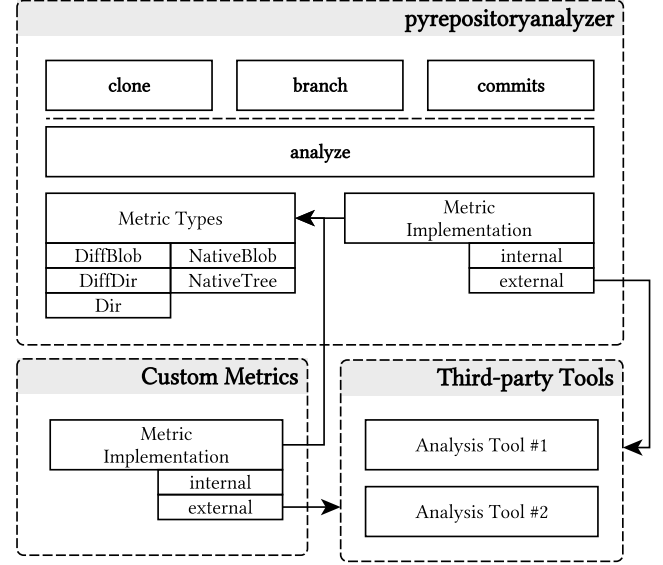 pyrepositoryanalyzer
clone
branch
commits
analyze
Metric Types
DiffBlob
NativeBlob
DiffDir
NativeTree
Dir
Metric
Implementation
internal
external
Custom Metrics
Metric
Implementation
internal
external
Third-party Tools
Analysis Tool #1
Analysis Tool #2